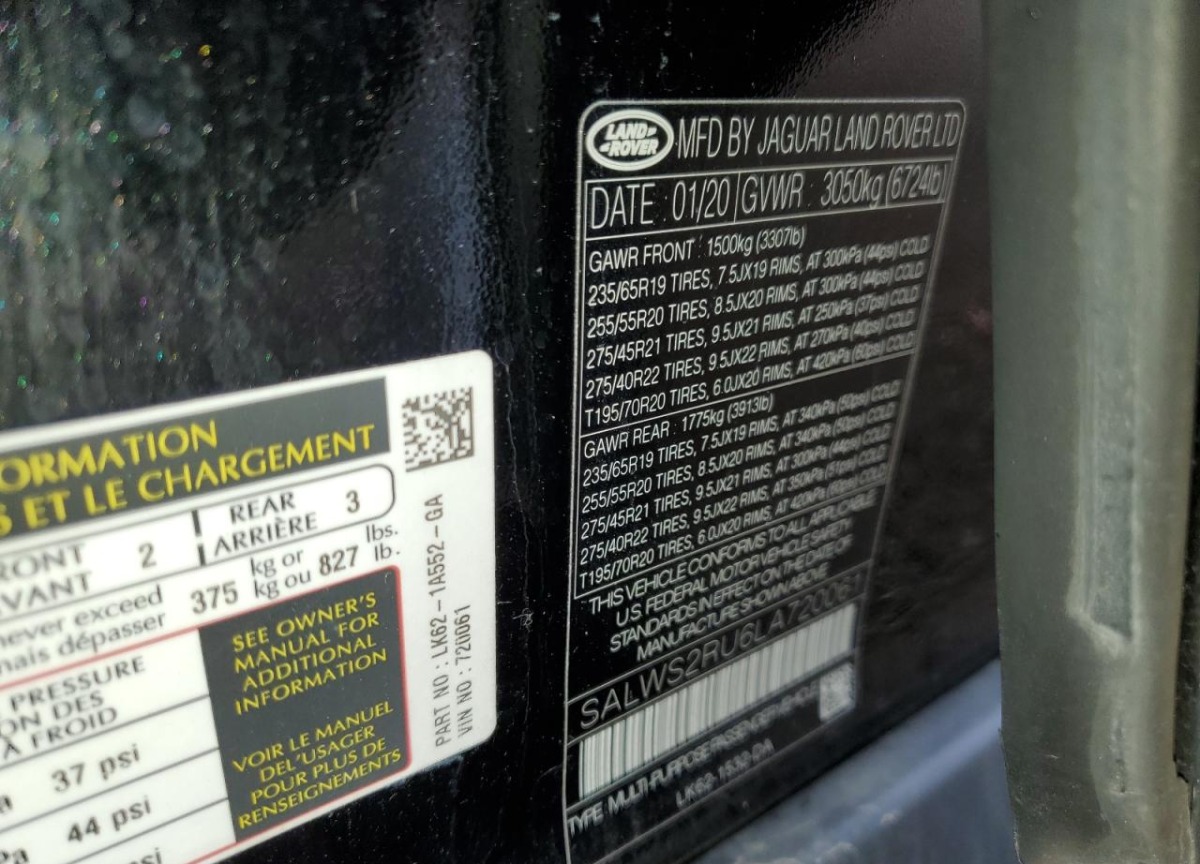 ORMATION
S ET LE CHARGEMENT
RONT 2 REAR 3
VANT ARRIÈRE
never exceed 375 kg or 827 lbs.
mais dépasser kg ou lb.
PRESSURE
ON DES
À FROID
37 psi
44 psi
psi
SEE OWNER'S
MANUAL FOR
ADDITIONAL
INFORMATION
VOIR LE MANUEL
DEL'USAGER
POUR PLUS DE
RENSEIGNEMENTS
PART NO : LK62-1A552-GA
VIN NO : 720061
LAND ROVER MFD BY JAGUAR LAND ROVER LTD
DATE : 01/20 GVWR : 3050kg (6724lb)
GAWR FRONT : 1500kg (3307lb)
235/65R19 TIRES, 7.5JX19 RIMS, AT 300kPa (44psi) COLD
255/55R20 TIRES, 8.5JX20 RIMS, AT 300kPa (44psi) COLD
275/45R21 TIRES, 9.5JX21 RIMS, AT 250kPa (37psi) COLD
275/40R22 TIRES, 9.5JX22 RIMS, AT 270kPa (40psi) COLD
T195/70R20 TIRES, 6.0JX20 RIMS, AT 420kPa (60psi) COLD
GAWR REAR : 1775kg (3913lb)
235/65R19 TIRES, 7.5JX19 RIMS, AT 340kPa (50psi) COLD
255/55R20 TIRES, 8.5JX20 RIMS, AT 340kPa (50psi) COLD
275/45R21 TIRES, 9.5JX21 RIMS, AT 300kPa (44psi) COLD
275/40R22 TIRES, 9.5JX22 RIMS, AT 350kPa (51psi) COLD
T195/70R20 TIRES, 6.0JX20 RIMS, AT 420kPa (60psi) COLD
THIS VEHICLE CONFORMS TO ALL APPLICABLE
U.S. FEDERAL MOTOR VEHICLE SAFETY
STANDARDS IN EFFECT ON THE DATE OF
MANUFACTURE SHOWN ABOVE
SALWS2RU6LA720061
TYPE MULTI-PURPOSE PASSENGER VEHICLE
LK62-1532-DA